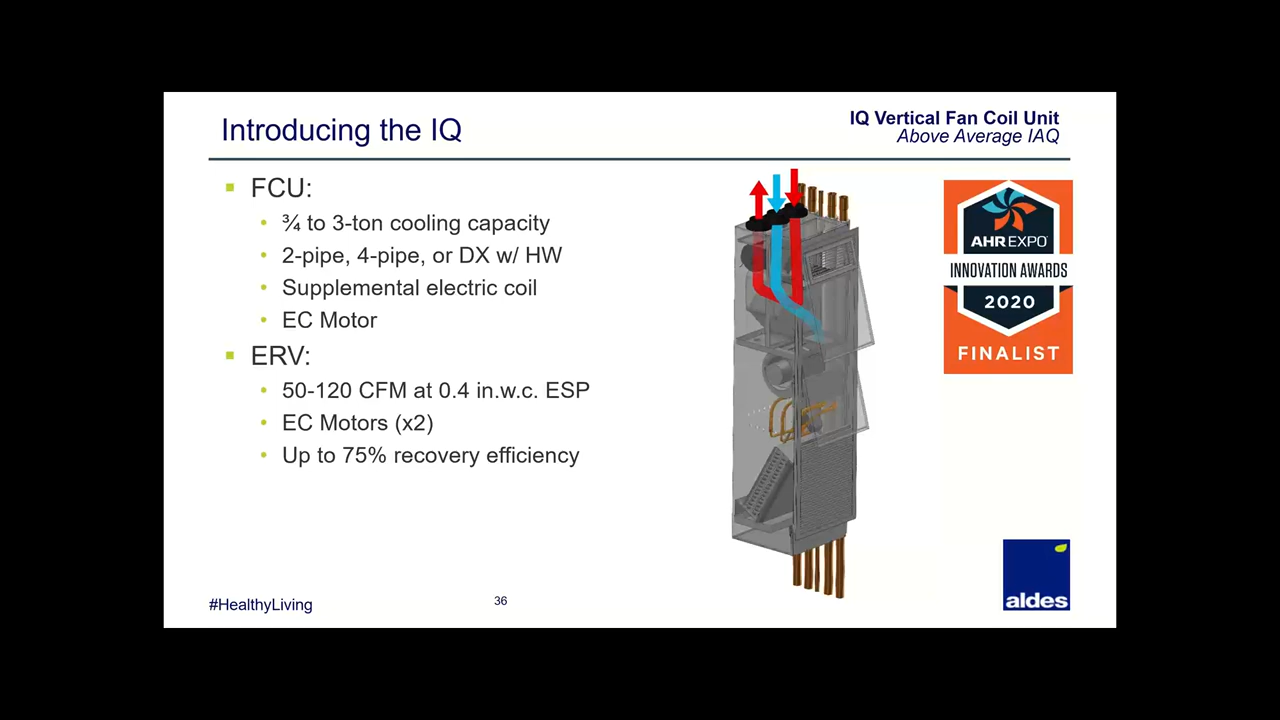 Introducing the IQ
IQ Vertical Fan Coil Unit
Above Average IAQ
FCU:
¾ to 3-ton cooling capacity
2-pipe, 4-pipe, or DX w/ HW
Supplemental electric coil
EC Motor
ERV:
50-120 CFM at 0.4 in.w.c. ESP
EC Motors (x2)
Up to 75% recovery efficiency
AHR EXPO
INNOVATION AWARDS
2020
FINALIST
#HealthyLiving
36
aldes